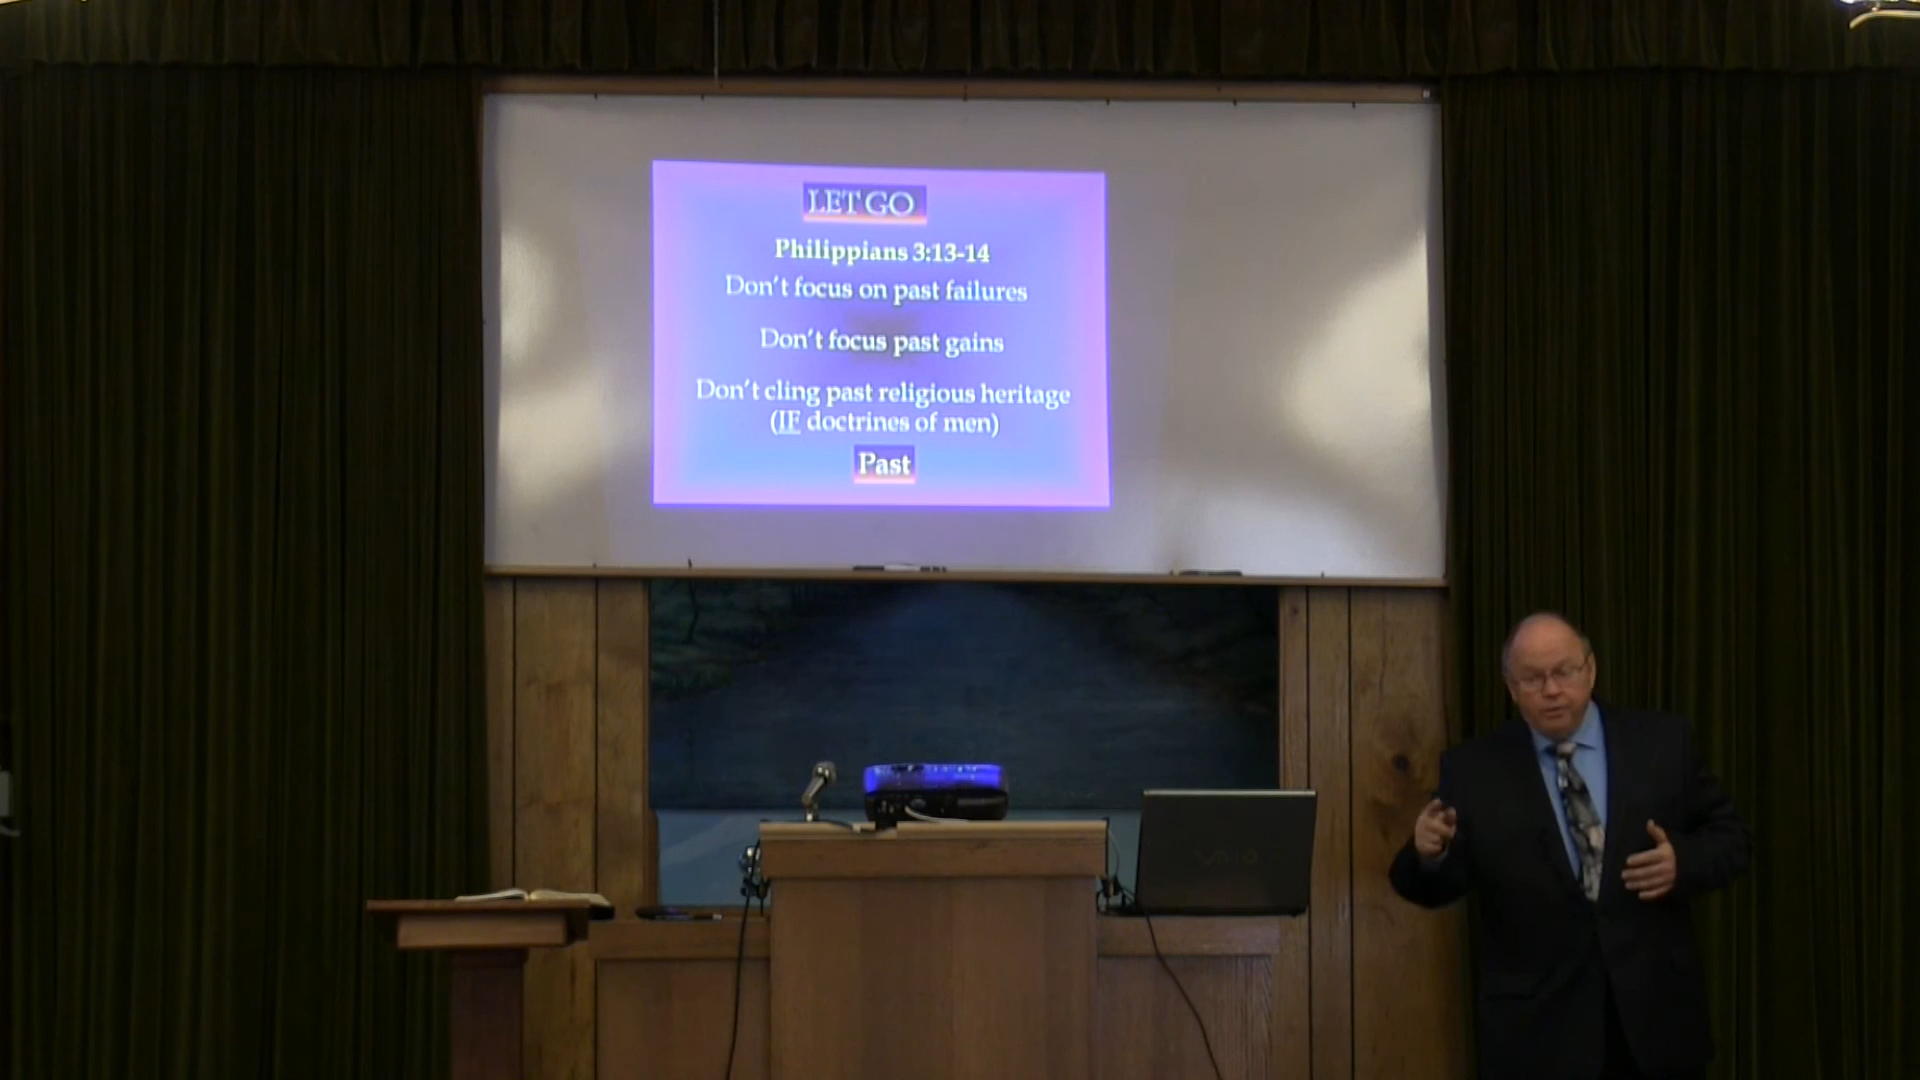 LET GO
Philippians 3:13-14
Don't focus on past failures
Don't focus past gains
Don't cling past religious heritage
(IF doctrines of men)
Past
VAIO